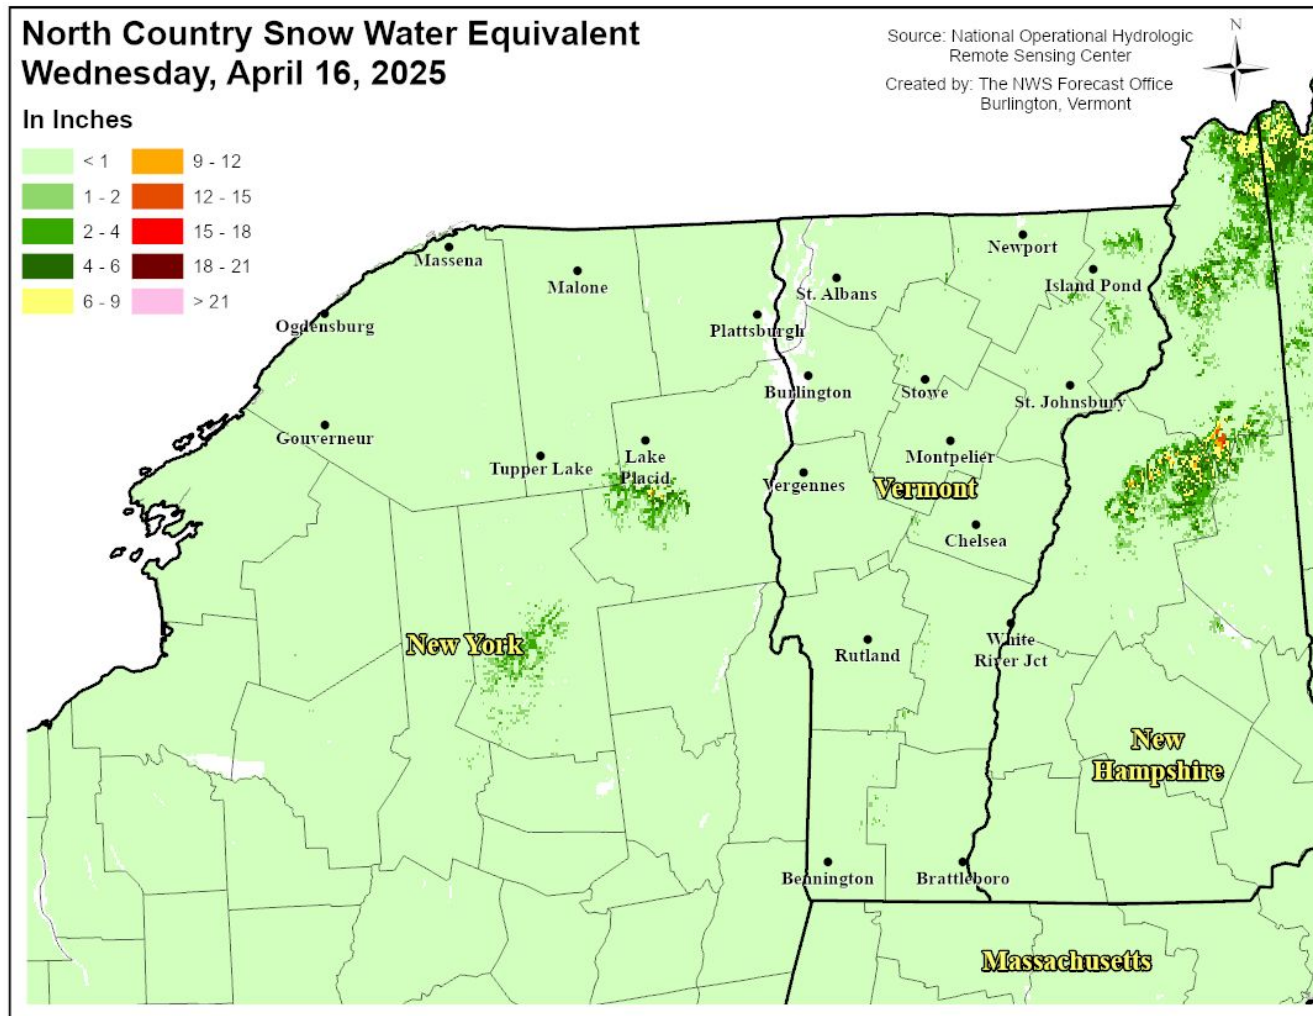 North Country Snow Water Equivalent
Wednesday, April 16, 2025
Source: National Operational Hydrologic
Remote Sensing Center
Created by: The NWS Forecast Office
Burlington, Vermont
N
In Inches
< 1
9 - 12
1 - 2
12 - 15
2 - 4
15 - 18
4 - 6
18 - 21
6 - 9
> 21
Massena
Malone
Newport
Island Pond
St. Albans
Ogdensburg
Plattsburgh
Burlington
Stowe
St. Johnsbury
Gouverneur
Tupper Lake
Lake
Placid
Montpelier
Vergennes
Vermont
Chelsea
New York
Rutland
White
River Jct
New
Hampshire
Bennington
Brattleboro
Massachusetts